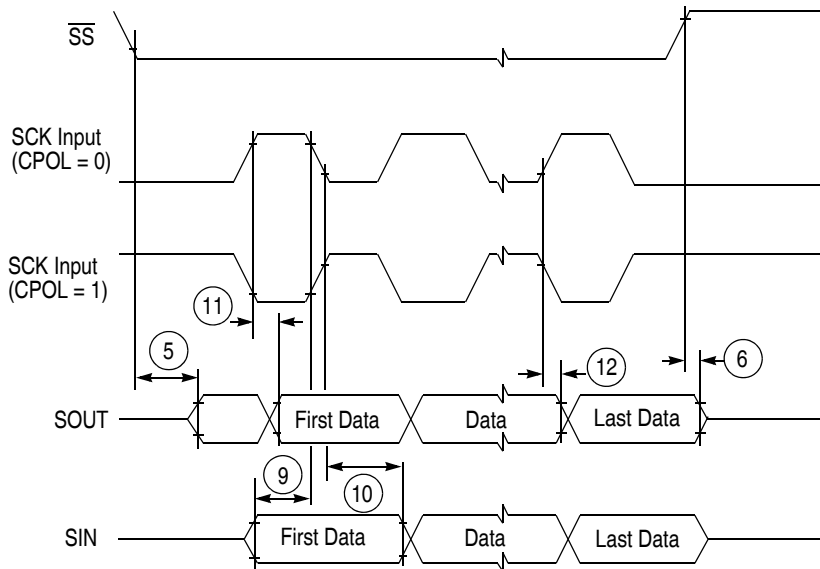 SS
SCK Input
(CPOL = 0)
SCK Input
(CPOL = 1)
11
5
12
6
SOUT
First Data
Data
Last Data
9
10
SIN
First Data
Data
Last Data